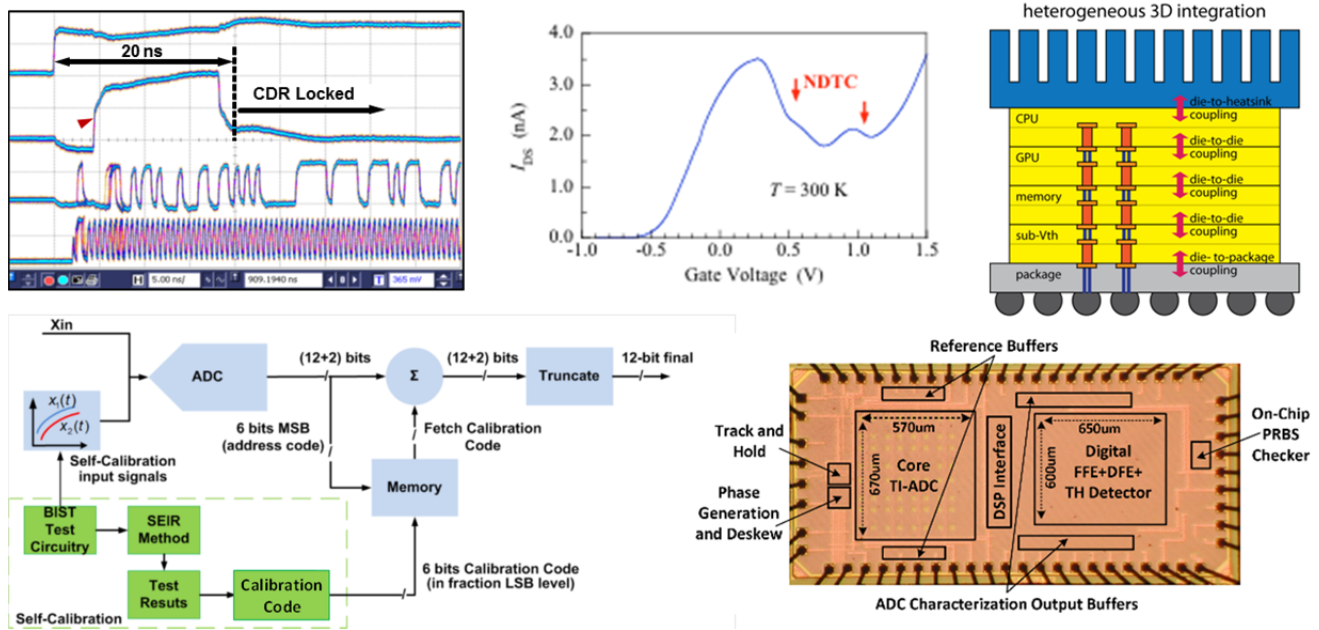 20 ns
CDR Locked
H 5.00 ns/
909.1940 ns
0
T 365 mV
4.0
3.0
2.0
1.0
0.0
I_DS (nA)
NDTC
T = 300 K
-1.0 -0.5 0.0 0.5 1.0 1.5
Gate Voltage (V)
heterogeneous 3D integration
die-to-heatsink
coupling
CPU
die-to-die
coupling
GPU
die-to-die
coupling
memory
die-to-die
coupling
sub-Vth
die- to-package
coupling
package
Xin
ADC
(12+2) bits
Σ
(12+2) bits
Truncate
12-bit final
x1(t)
x2(t)
6 bits MSB
(address code)
Fetch Calibration
Code
Self-Calibration
input signals
Memory
BIST
Test
Circuitry
SEIR
Method
Test
Resuts
Calibration
Code
6 bits Calibration Code
(in fraction LSB level)
Self-Calibration
Reference Buffers
570um
650um
On-Chip
PRBS
Checker
Track and
Hold
670um
Core
TI-ADC
DSP Interface
600um
Digital
FFE+DFE+
TH Detector
Phase
Generation
and Deskew
ADC Characterization Output Buffers